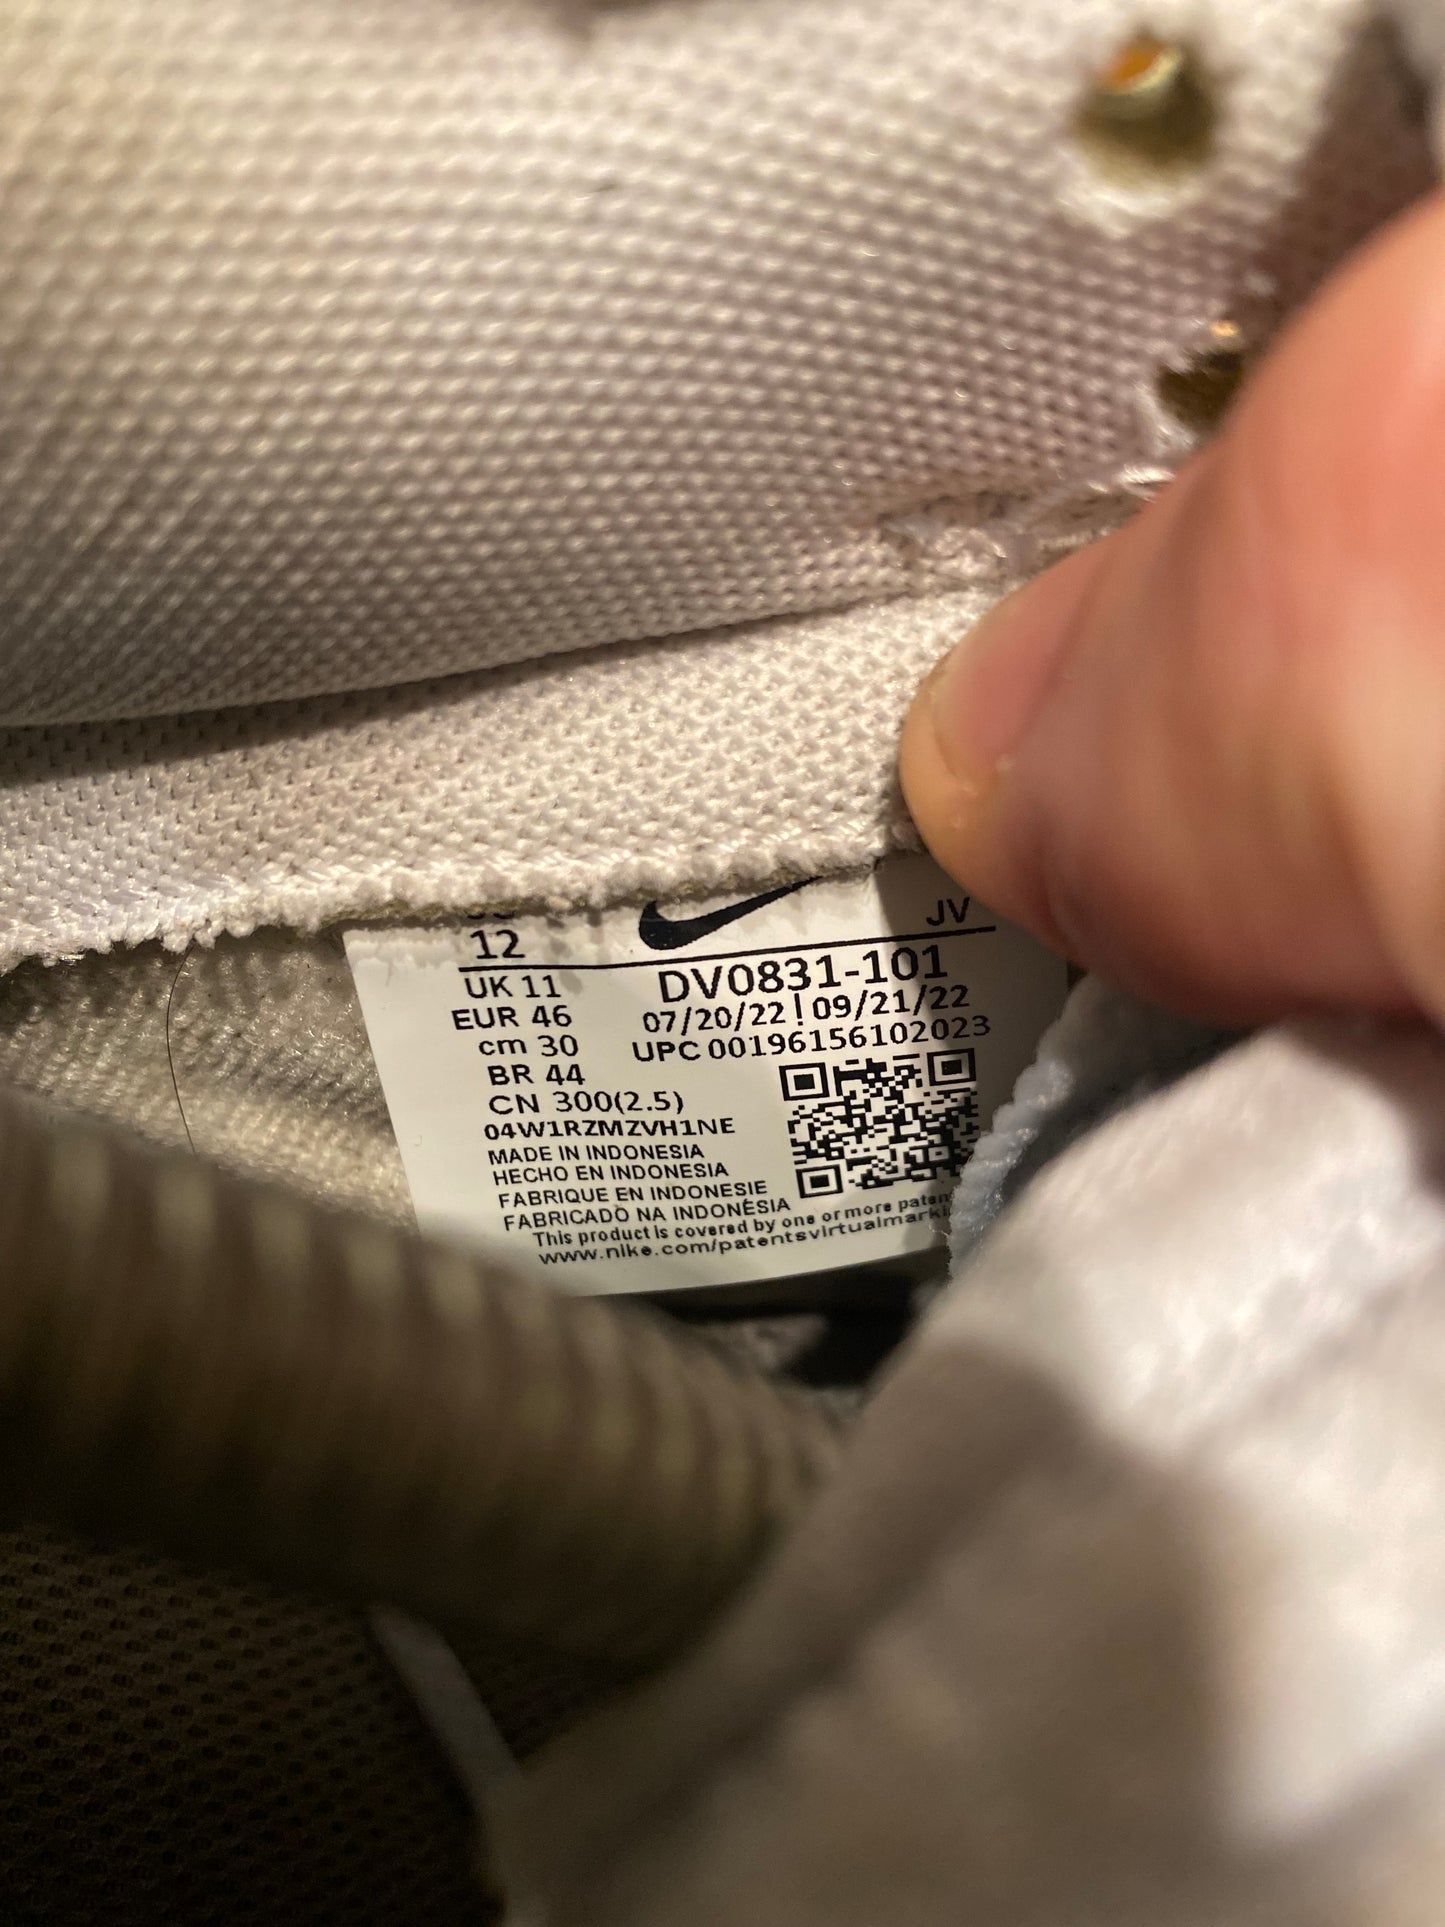 12
JV
UK 11
EUR 46
cm 30
BR 44
CN 300(2.5)
DV0831-101
07/20/22 | 09/21/22
UPC 00196156102023
04W1RZMZVH1NE
MADE IN INDONESIA
HECHO EN INDONESIA
FABRIQUE EN INDONESIE
FABRICADO NA INDONÉSIA
This product is covered by one or more
www.nike.com/patentsvirtualmarki